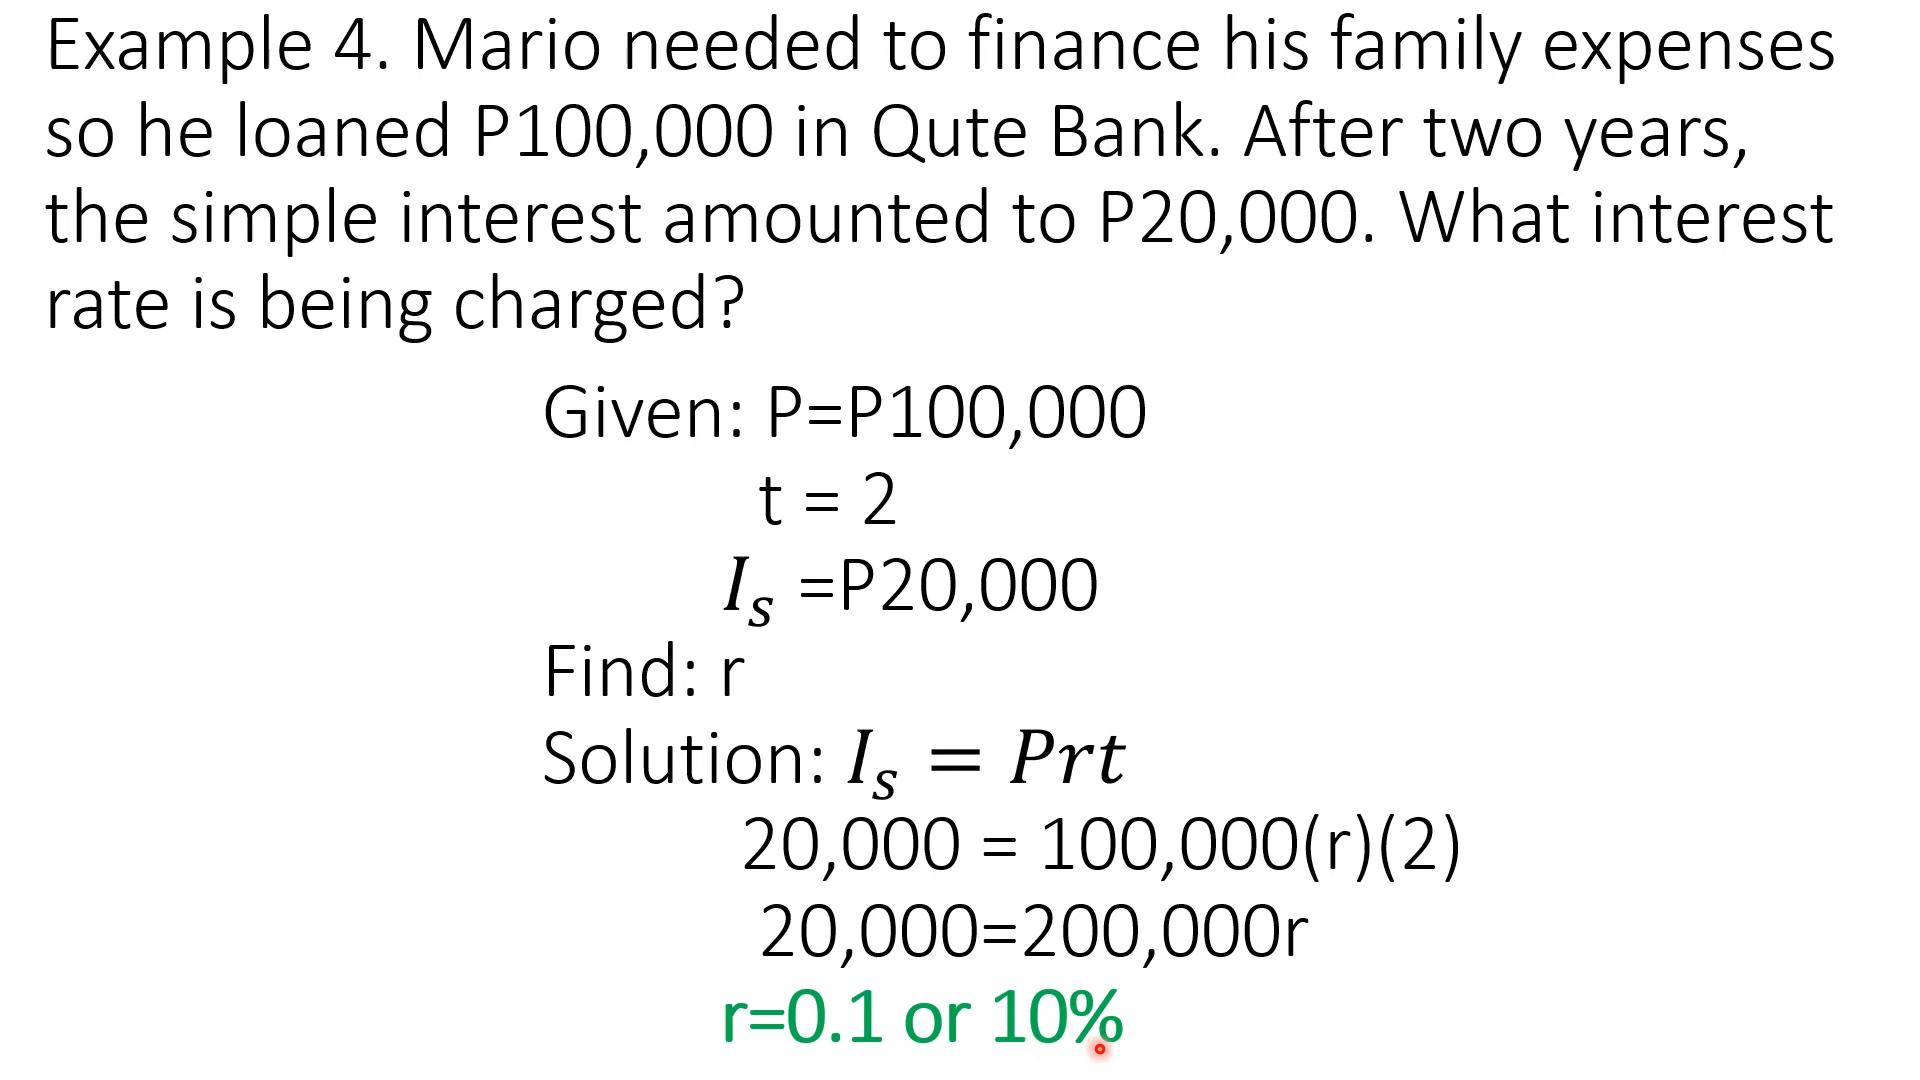 Example 4. Mario needed to finance his family expenses
so he loaned P100,000 in Qute Bank. After two years,
the simple interest amounted to P20,000. What interest
rate is being charged?
Given: P=P100,000
t = 2
Iₛ =P20,000
Find: r
Solution: Iₛ = Prt
20,000 = 100,000(r)(2)
20,000=200,000r
r=0.1 or 10%